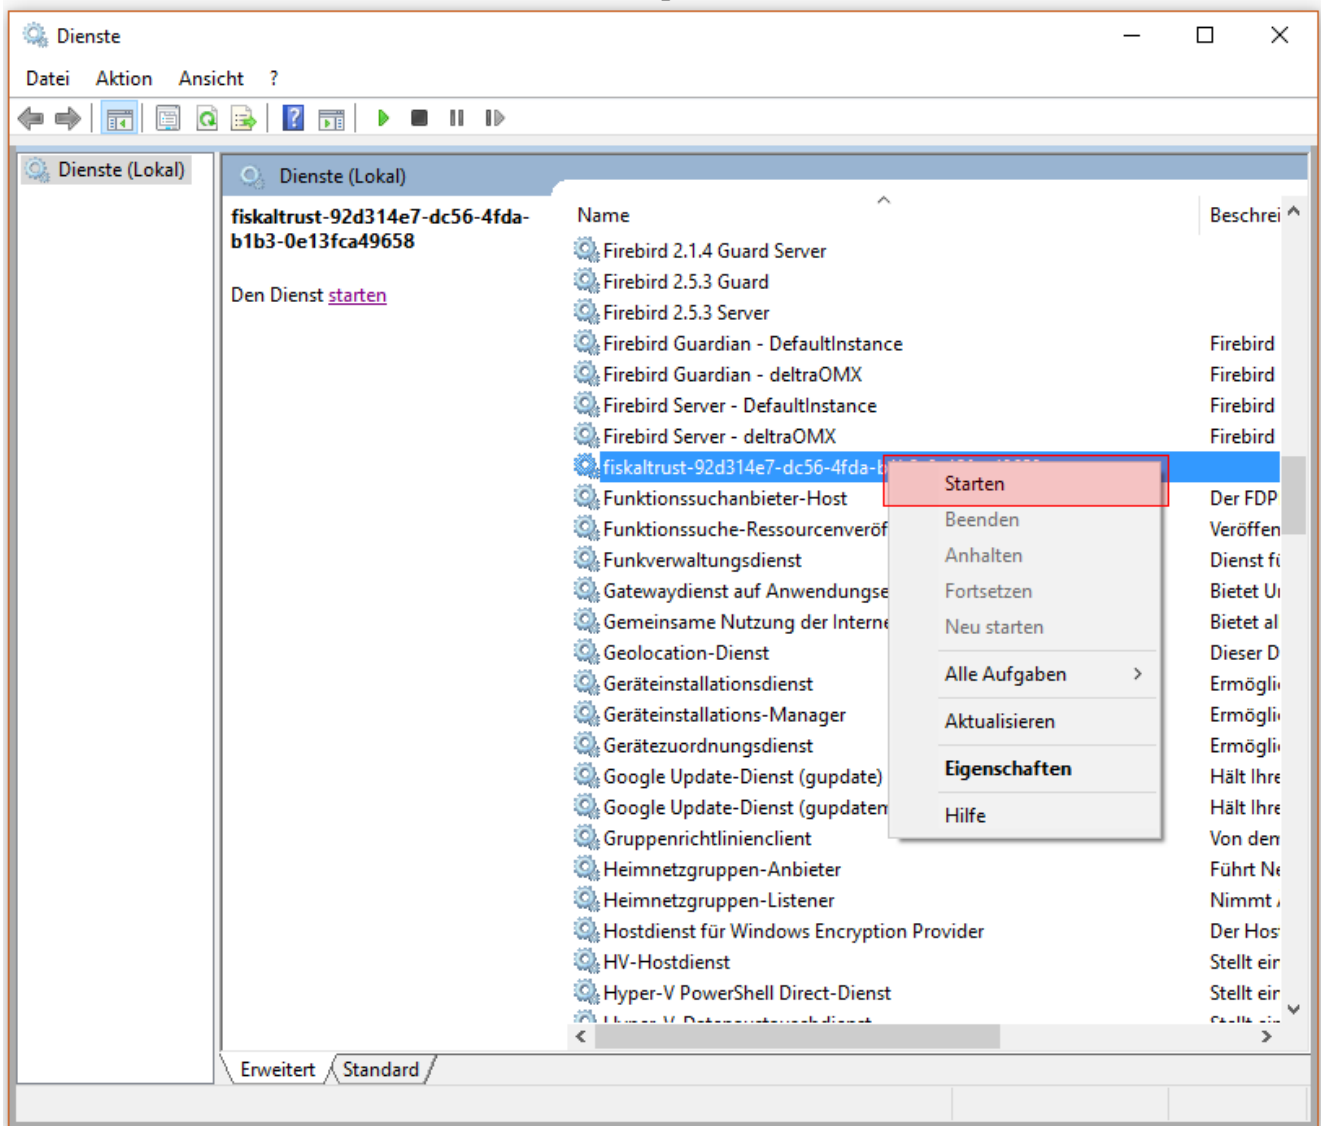 Dienste
Datei Aktion Ansicht ?
Dienste (Lokal)
Dienste (Lokal)
fiskaltrust-92d314e7-dc56-4fda-
b1b3-0e13fca49658
Den Dienst starten
Name Beschrei
Firebird 2.1.4 Guard Server
Firebird 2.5.3 Guard
Firebird 2.5.3 Server
Firebird Guardian - DefaultInstance Firebird
Firebird Guardian - deltraOMX Firebird
Firebird Server - DefaultInstance Firebird
Firebird Server - deltraOMX Firebird
fiskaltrust-92d314e7-dc56-4fda-b
Funktionssuchanbieter-Host Der FDP
Funktionssuche-Ressourcenveröf Veröffen
Funkverwaltungsdienst Dienst fü
Gatewaydienst auf Anwendungse Bietet Un
Gemeinsame Nutzung der Interne Bietet al
Geolocation-Dienst Dieser D
Geräteinstallationsdienst Ermögli
Geräteinstallations-Manager Ermögli
Gerätezuordnungsdienst Ermögli
Google Update-Dienst (gupdate) Hält Ihre
Google Update-Dienst (gupdatem Hält Ihre
Gruppenrichtlinienclient Von dem
Heimnetzgruppen-Anbieter Führt Ne
Heimnetzgruppen-Listener Nimmt
Hostdienst für Windows Encryption Provider Der Hos
HV-Hostdienst Stellt ein
Hyper-V PowerShell Direct-Dienst Stellt ein
Starten
Beenden
Anhalten
Fortsetzen
Neu starten
Alle Aufgaben
Aktualisieren
Eigenschaften
Hilfe
Erweitert Standard